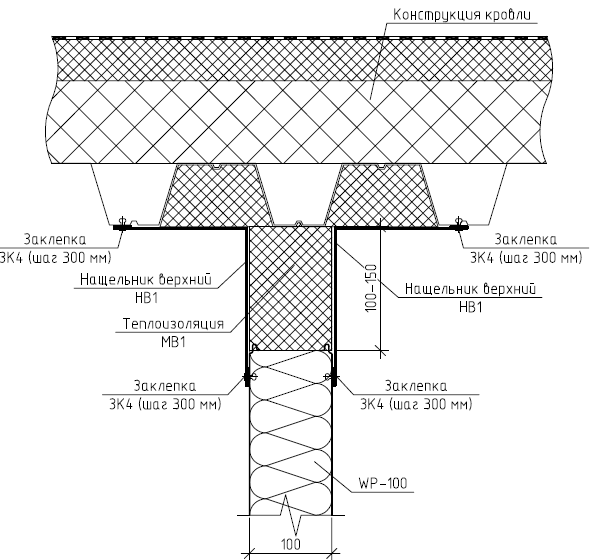 Конструкция кровли
Заклепка
ЗК4 (шаг 300 мм)
Заклепка
ЗК4 (шаг 300 мм)
Нащельник верхний
НВ1
Нащельник верхний
НВ1
100-150
Теплоизоляция
МВ1
Заклепка
ЗК4 (шаг 300 мм)
Заклепка
ЗК4 (шаг 300 мм)
WP-100
100